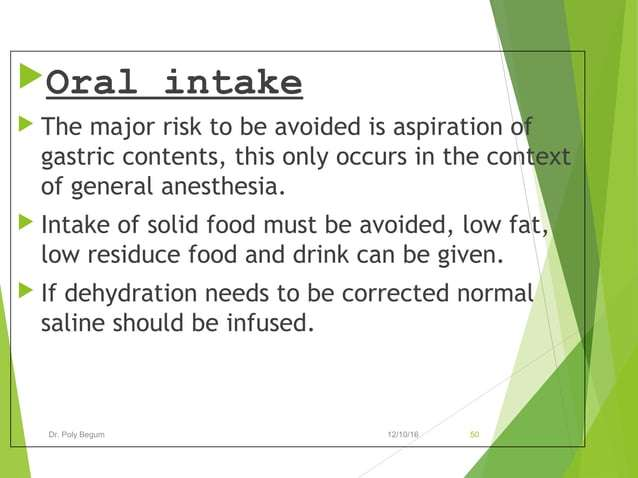 Oral intake
The major risk to be avoided is aspiration of
gastric contents, this only occurs in the context
of general anesthesia.
Intake of solid food must be avoided, low fat,
low residue food and drink can be given.
If dehydration needs to be corrected normal
saline should be infused.
Dr. Poly Begum 12/10/16 50